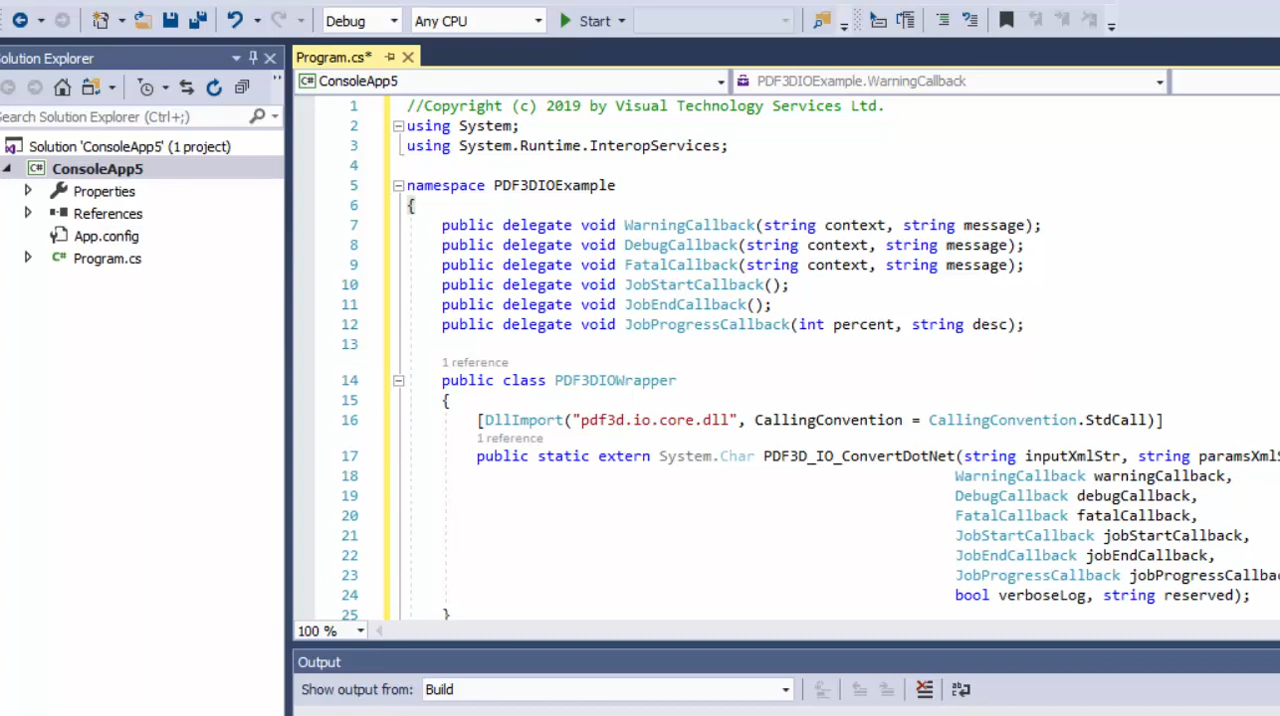 Debug Any CPU Start
Solution Explorer
Search Solution Explorer (Ctrl+;)
Solution 'ConsoleApp5' (1 project)
C# ConsoleApp5
Properties
References
App.config
C# Program.cs
Program.cs*
C# ConsoleApp5 PDF3DIOExample.WarningCallback
1 //Copyright (c) 2019 by Visual Technology Services Ltd.
2 using System;
3 using System.Runtime.InteropServices;
4
5 namespace PDF3DIOExample
6 {
7 public delegate void WarningCallback(string context, string message);
8 public delegate void DebugCallback(string context, string message);
9 public delegate void FatalCallback(string context, string message);
10 public delegate void JobStartCallback();
11 public delegate void JobEndCallback();
12 public delegate void JobProgressCallback(int percent, string desc);
13
1 reference
14 public class PDF3DIOWrapper
15 {
16 [DllImport("pdf3d.io.core.dll", CallingConvention = CallingConvention.StdCall)]
1 reference
17 public static extern System.Char PDF3D_IO_ConvertDotNet(string inputXmlStr, string paramsXmlS
18 WarningCallback warningCallback,
19 DebugCallback debugCallback,
20 FatalCallback fatalCallback,
21 JobStartCallback jobStartCallback,
22 JobEndCallback jobEndCallback,
23 JobProgressCallback jobProgressCallba
24 bool verboseLog, string reserved);
25 }
100 %
Output
Show output from: Build